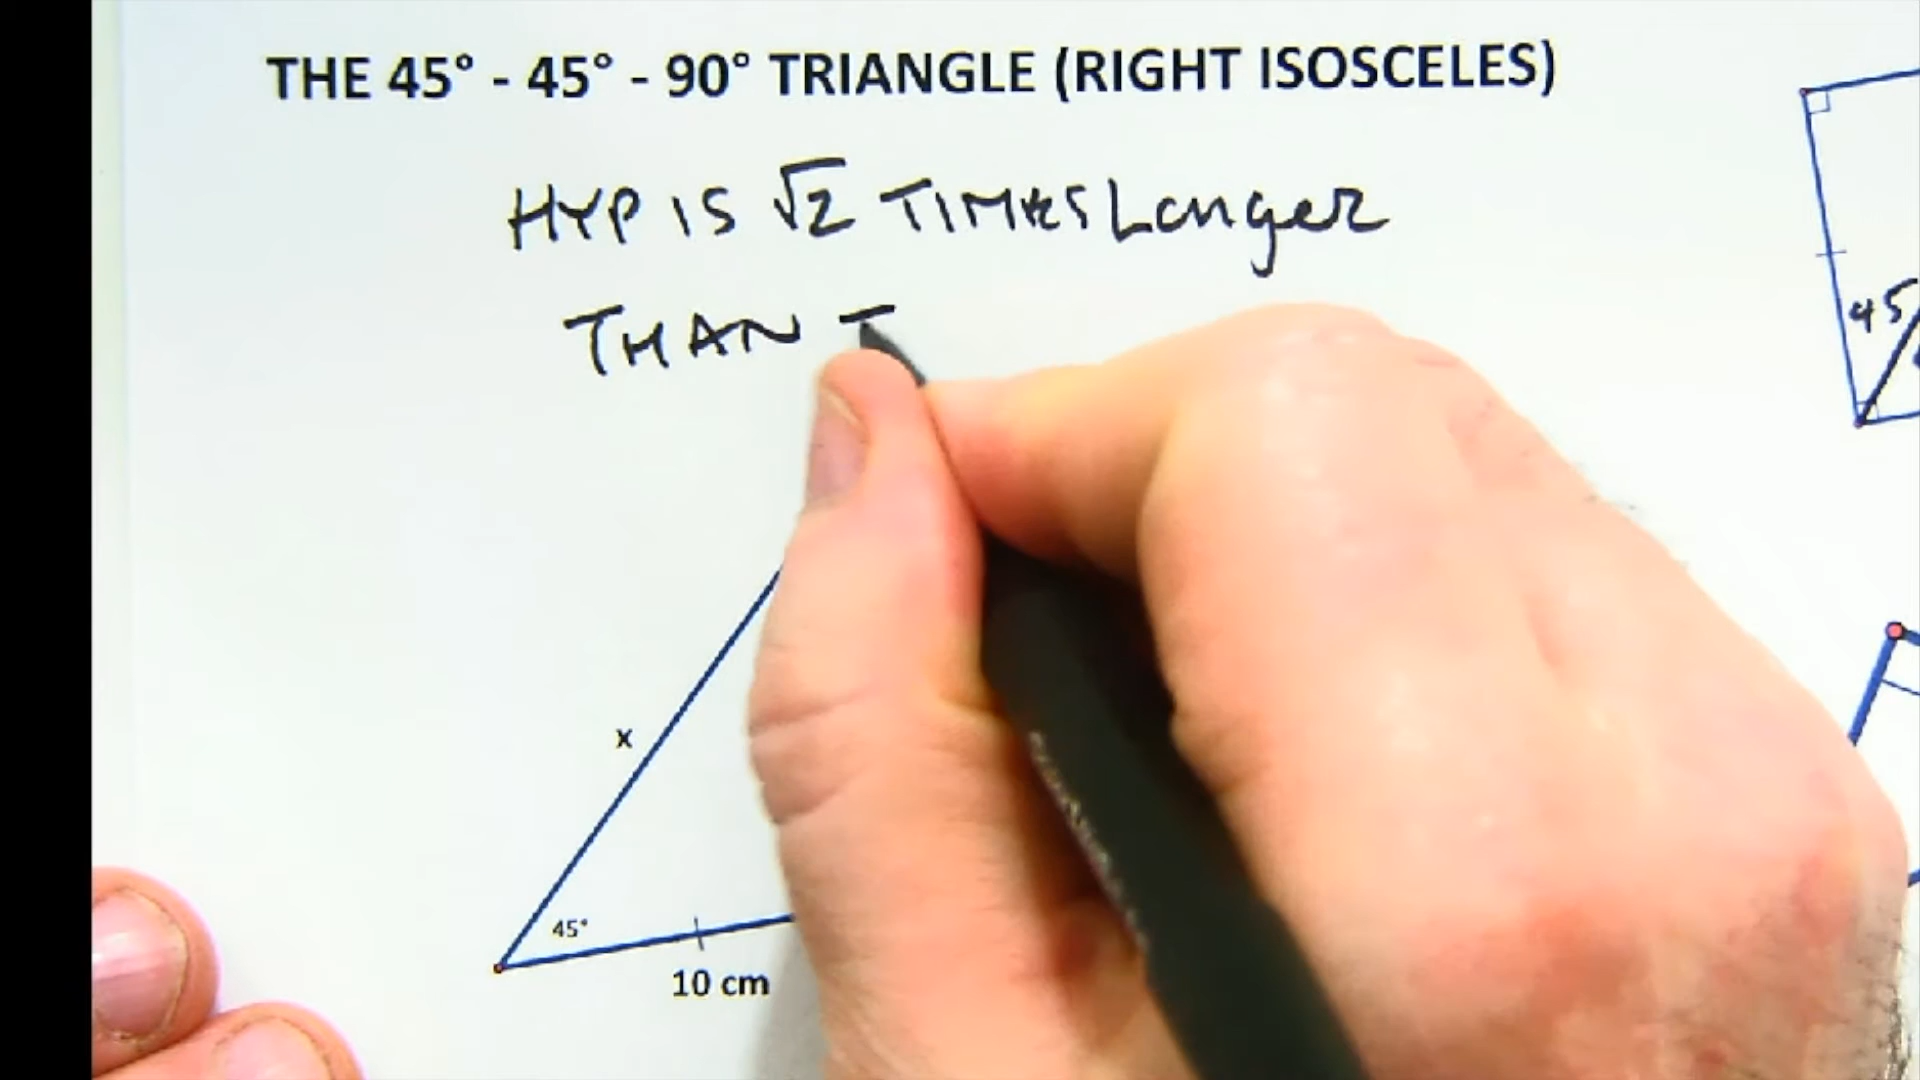 THE 45° - 45° - 90° TRIANGLE (RIGHT ISOSCELES)
HYP IS √2 TIMES Longer
THAN T
45
x
45°
10 cm